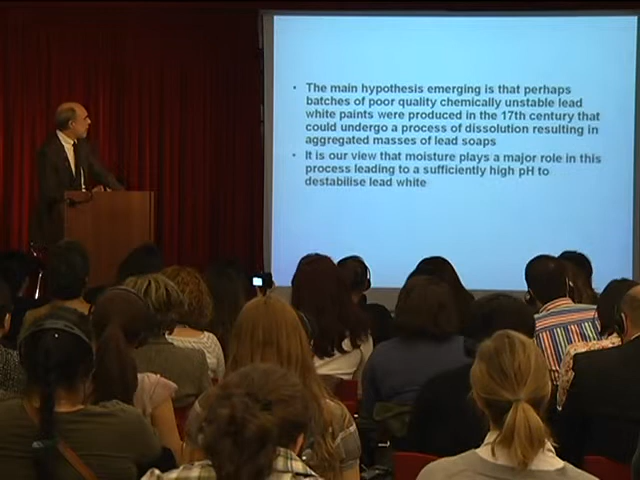 • The main hypothesis emerging is that perhaps
batches of poor quality chemically unstable lead
white paints were produced in the 17th century that
could undergo a process of dissolution resulting in
aggregated masses of lead soaps
• It is our view that moisture plays a major role in this
process leading to a sufficiently high pH to
destabilise lead white